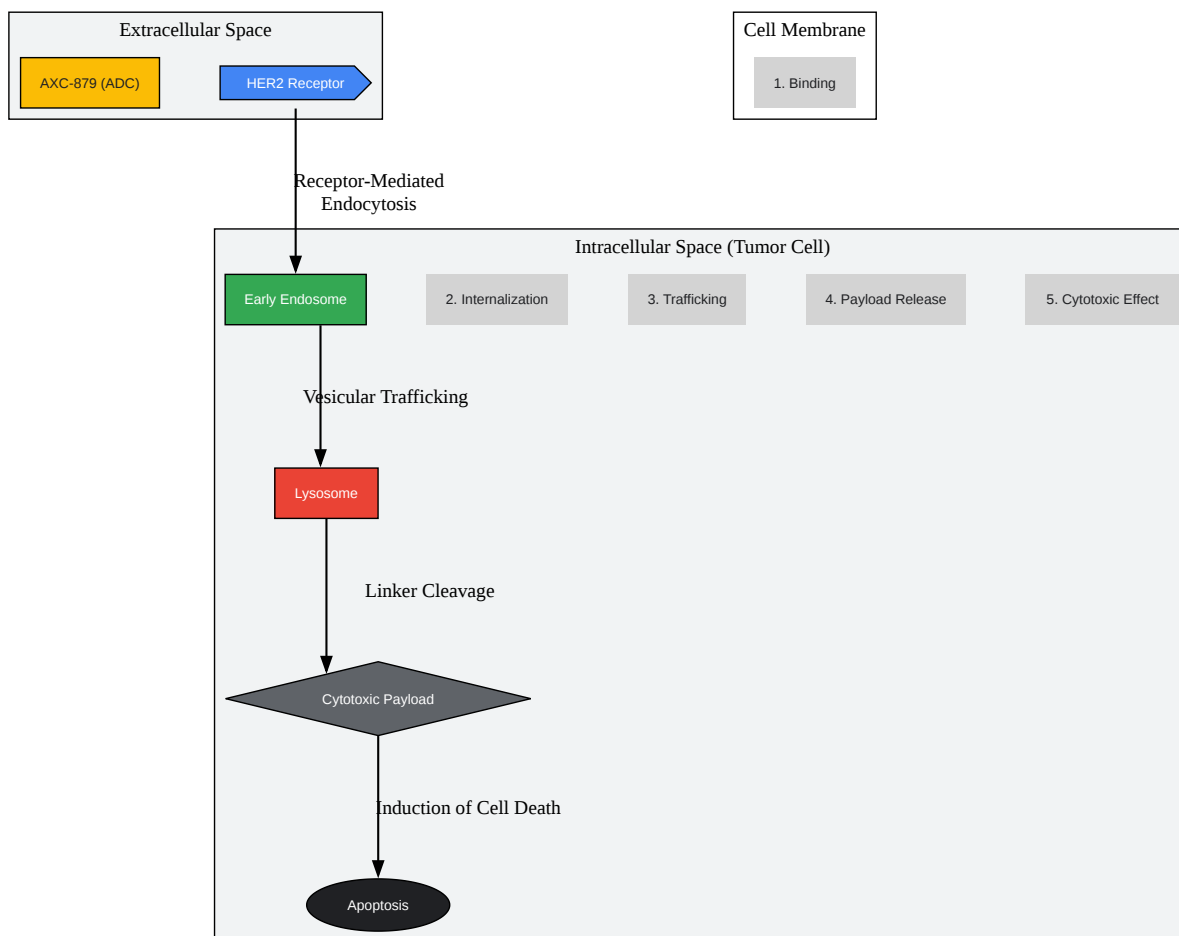 Extracellular Space
Cell Membrane
AXC-879 (ADC)
HER2 Receptor
1. Binding
Receptor-Mediated
Endocytosis
Intracellular Space (Tumor Cell)
Early Endosome
2. Internalization
3. Trafficking
4. Payload Release
5. Cytotoxic Effect
Vesicular Trafficking
Lysosome
Linker Cleavage
Cytotoxic Payload
Induction of Cell Death
Apoptosis